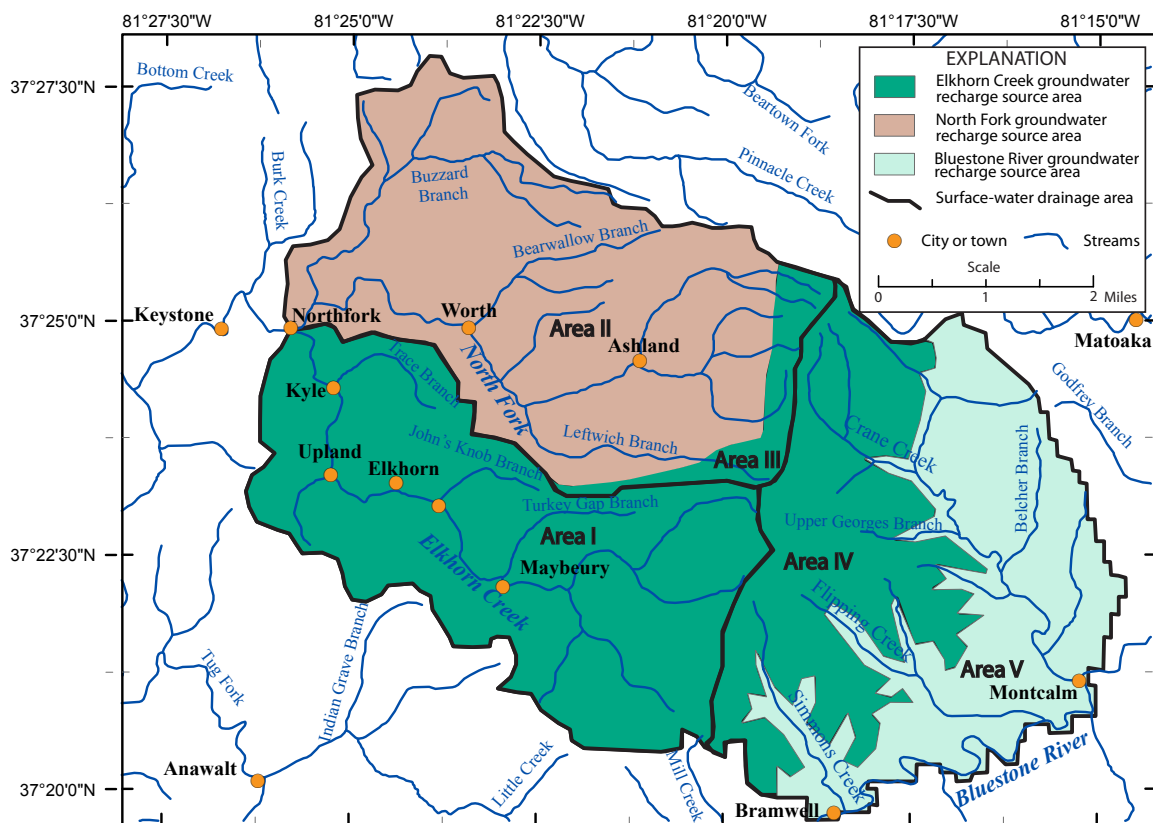 81°27'30"W
81°25'0"W
81°22'30"W
81°20'0"W
81°17'30"W
81°15'0"W
37°27'30"N
37°25'0"N
37°22'30"N
37°20'0"N
EXPLANATION
Elkhorn Creek groundwater
recharge source area
North Fork groundwater
recharge source area
Bluestone River groundwater
recharge source area
Surface-water drainage area
City or town
Streams
Scale
0
1
2
Miles
Bottom Creek
Burk Creek
Buzzard
Branch
Beartown Fork
Pinnacle Creek
Bearwallow Branch
Keystone
Northfork
Worth
Area II
Ashland
Matoaka
Kyle
Trace Branch
North Fork
Godfrey Branch
Upland
John's Knob Branch
Leftwich Branch
Area III
Crane Creek
Belcher Branch
Elkhorn
Turkey Gap Branch
Upper Georges Branch
Area I
Maybeury
Area IV
Elkhorn Creek
Flipping Creek
Tug Fork
Indian Grave Branch
Area V
Montcalm
Simmons Creek
Anawalt
Little Creek
Mill Creek
Bluestone River
Bramwell